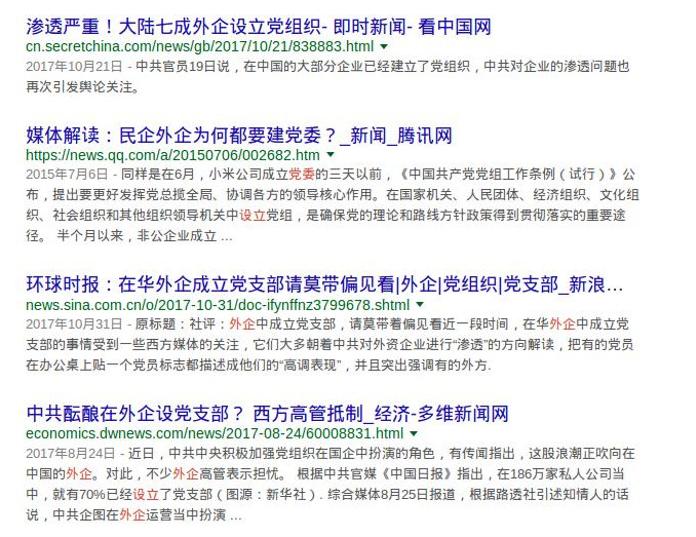 渗透严重！大陆七成外企设立党组织- 即时新闻- 看中国网
cn.secretchina.com/news/gb/2017/10/21/838883.html
2017年10月21日 - 中共官员19日说，在中国的大部分企业已经建立了党组织，中共对企业的渗透问题也
再次引发舆论关注。
媒体解读：民企外企为何都要建党委？_新闻_腾讯网
https://news.qq.com/a/20150706/002682.htm
2015年7月6日 - 同样是在6月，小米公司成立党委的三天以前，《中国共产党党组工作条例（试行）》公
布，提出要更好发挥党总揽全局、协调各方的领导核心作用。在国家机关、人民团体、经济组织、文化组
织、社会组织和其他组织领导机关中设立党组，是确保党的理论和路线方针政策得到贯彻落实的重要途
径。 半个月以来，非公企业成立 ...
环球时报：在华外企成立党支部请莫带偏见看|外企|党组织|党支部_新浪...
news.sina.com.cn/o/2017-10-31/doc-ifynffnz3799678.shtml
2017年10月31日 - 原标题：社评：外企中成立党支部，请莫带着偏见看近一段时间，在华外企中成立党
支部的事情受到一些西方媒体的关注，它们大多朝着中共对外资企业进行“渗透”的方向解读，把有的党员
在办公桌上贴一个党员标志都描述成他们的“高调表现”，并且突出强调有的外方.
中共酝酿在外企设党支部？ 西方高管抵制_经济-多维新闻网
economics.dwnews.com/news/2017-08-24/60008831.html
2017年8月24日 - 近日，中共中央积极加强党组织在国企中扮演的角色，有传闻指出，这股浪潮正吹向在
中国的外企。对此，不少外企高管表示担忧。 根据中共官媒《中国日报》指出，在186万家私人公司当
中，就有70%已经设立了党支部（图源：新华社）. 综合媒体8月25日报道，根据路透社引述知情人的话
说，中共企图在外企运营当中扮演 ...